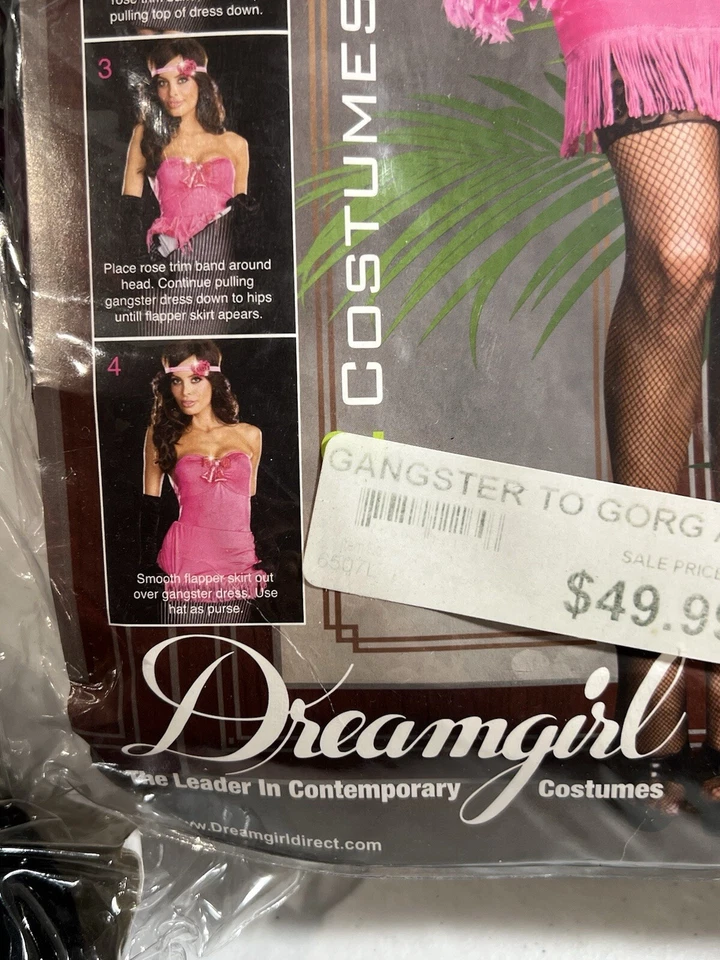 pulling top of dress down.
3
Place rose trim band around
head. Continue pulling
gangster dress down to hips
untill flapper skirt apears.
4
Smooth flapper skirt out
over gangster dress. Use
hat as purse.
COSTUMES
GANGSTER TO GORG
SALE PRICE
$49.9
Dreamgirl
The Leader In Contemporary Costumes
www.Dreamgirldirect.com